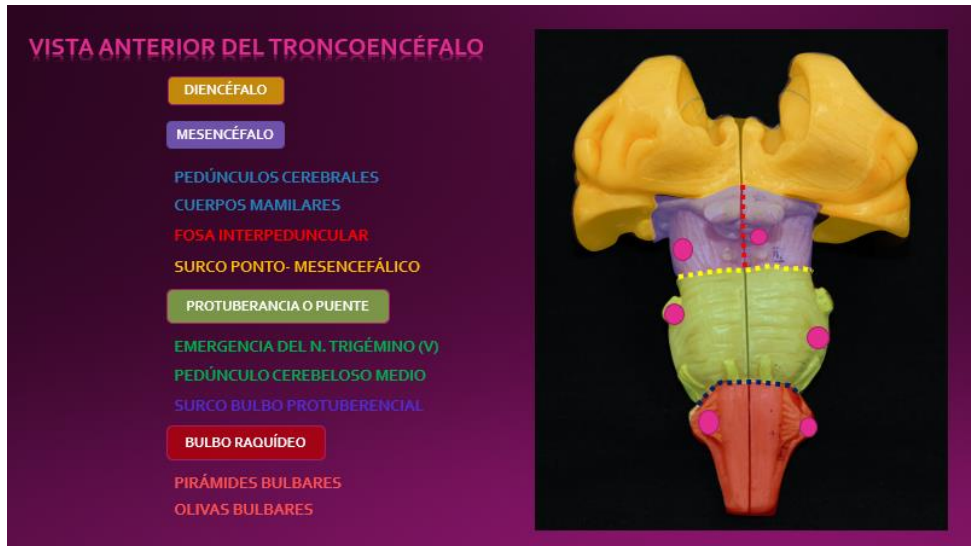 VISTA ANTERIOR DEL TRONCOENCÉFALO
DIENCÉFALO
MESENCÉFALO
PEDÚNCULOS CEREBRALES
CUERPOS MAMILARES
FOSA INTERPEDUNCULAR
SURCO PONTO- MESENCEFÁLICO
PROTUBERANCIA O PUENTE
EMERGENCIA DEL N. TRIGÉMINO (V)
PEDÚNCULO CEREBELOSO MEDIO
SURCO BULBO PROTUBERENCIAL
BULBO RAQUÍDEO
PIRÁMIDES BULBARES
OLIVAS BULBARES